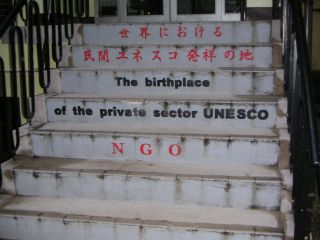 世界における
民間エネスコ発祥の地
The birthplace
of the private sector UNESCO
NGO